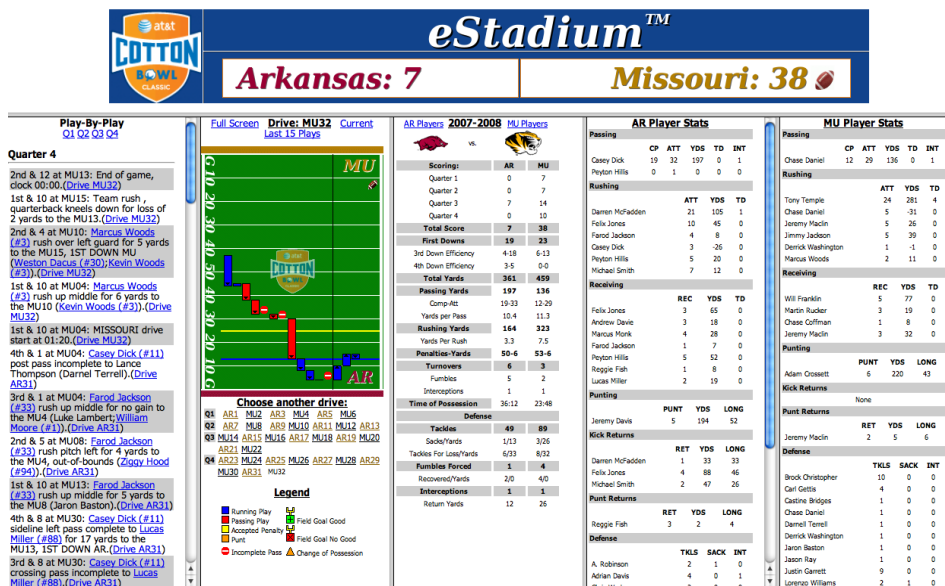 at&t
COTTON
BOWL
CLASSIC
eStadium™
Arkansas: 7
Missouri: 38
Play-By-Play
Q1 Q2 Q3 Q4
Quarter 4
2nd & 12 at MU13: End of game,
clock 00:00.(Drive MU32)
1st & 10 at MU15: Team rush ,
quarterback kneels down for loss of
2 yards to the MU13.(Drive MU32)
2nd & 4 at MU10: Marcus Woods
(#3) rush over left guard for 5 yards
to the MU15, 1ST DOWN MU
(Weston Dacus (#30);Kevin Woods
(#3)).(Drive MU32)
1st & 10 at MU04: Marcus Woods
(#3) rush up middle for 6 yards to
the MU10 (Kevin Woods (#3)).(Drive
MU32)
1st & 10 at MU04: MISSOURI drive
start at 01:20.(Drive MU32)
4th & 1 at MU04: Casey Dick (#11)
post pass incomplete to Lance
Thompson (Darnel Terrell).(Drive
AR31)
3rd & 1 at MU04: Farod Jackson
(#33) rush up middle for no gain to
the MU4 (Luke Lambert;William
Moore (#1)).(Drive AR31)
2nd & 5 at MU08: Farod Jackson
(#33) rush pitch left for 4 yards to
the MU4, out-of-bounds (Ziggy Hood
(#94)).(Drive AR31)
1st & 10 at MU13: Farod Jackson
(#33) rush up middle for 5 yards to
the MU8 (Jaron Baston).(Drive AR31)
4th & 8 at MU30: Casey Dick (#11)
sideline left pass complete to Lucas
Miller (#88) for 17 yards to the
MU13, 1ST DOWN AR.(Drive AR31)
3rd & 8 at MU30: Casey Dick (#11)
crossing pass incomplete to Lucas
Miller (#88).(Drive AR31)
Full Screen Drive: MU32 Current
Last 15 Plays
MU
G 10 20 30 40 50 40 30 20 10 G
COTTON
AR
Choose another drive:
Q1 AR1 MU2 AR3 MU4 AR5 MU6
Q2 AR7 MU8 AR9 MU10 AR11 MU12 AR13
Q3 MU14 AR15 MU16 AR17 MU18 AR19 MU20
AR21 MU22
Q4 AR23 MU24 AR25 MU26 AR27 MU28 AR29
MU30 AR31 MU32
Legend
Running Play
Passing Play Field Goal Good
Accepted Penalty
Punt Field Goal No Good
Incomplete Pass Change of Possession
AR Players 2007-2008 MU Players
vs.
Scoring: AR MU
Quarter 1 0 7
Quarter 2 0 7
Quarter 3 7 14
Quarter 4 0 10
Total Score 7 38
First Downs 19 23
3rd Down Efficiency 4-18 6-13
4th Down Efficiency 3-5 0-0
Total Yards 361 459
Passing Yards 197 136
Comp-Att 19-33 12-29
Yards per Pass 10.4 11.3
Rushing Yards 164 323
Yards Per Rush 3.3 7.5
Penalties-Yards 50-6 53-6
Turnovers 6 3
Fumbles 5 2
Interceptions 1 1
Time of Possession 36:12 23:48
Defense
Tackles 49 89
Sacks/Yards 1/13 3/26
Tackles For Loss/Yards 6/33 8/32
Fumbles Forced 1 4
Recovered/Yards 2/0 4/0
Interceptions 1 1
Return Yards 12 26
AR Player Stats
Passing
CP ATT YDS TD INT
Casey Dick 19 32 197 0 1
Peyton Hillis 0 1 0 0 0
Rushing
ATT YDS TD
Darren McFadden 21 105 1
Felix Jones 10 45 0
Farod Jackson 4 8 0
Casey Dick 3 -26 0
Peyton Hillis 5 20 0
Michael Smith 7 12 0
Receiving
REC YDS TD
Felix Jones 3 65 0
Andrew Davie 3 18 0
Marcus Monk 4 28 0
Farod Jackson 1 7 0
Peyton Hillis 5 52 0
Reggie Fish 1 8 0
Lucas Miller 2 19 0
Punting
PUNT YDS LONG
Jeremy Davis 5 194 52
Kick Returns
RET YDS LONG
Darren McFadden 1 33 33
Felix Jones 4 88 46
Michael Smith 2 47 26
Punt Returns
RET YDS LONG
Reggie Fish 3 2 4
Defense
TKLS SACK INT
A. Robinson 2 1 0
Adrian Davis 4 0 1
MU Player Stats
Passing
CP ATT YDS TD INT
Chase Daniel 12 29 136 0 1
Rushing
ATT YDS TD
Tony Temple 24 281 4
Chase Daniel 5 -31 0
Jeremy Maclin 5 26 0
Jimmy Jackson 5 39 0
Derrick Washington 1 -1 0
Marcus Woods 2 11 0
Receiving
REC YDS TD
Will Franklin 5 77 0
Martin Rucker 3 19 0
Chase Coffman 1 8 0
Jeremy Maclin 3 32 0
Punting
PUNT YDS LONG
Adam Crossett 6 220 43
Kick Returns
None
Punt Returns
RET YDS LONG
Jeremy Maclin 2 5 6
Defense
TKLS SACK INT
Brock Christopher 10 0 0
Carl Gettis 4 0 0
Castine Bridges 1 0 0
Chase Daniel 1 0 0
Darnell Terrell 1 0 0
Derrick Washington 1 0 0
Jaron Baston 1 0 0
Jason Ray 1 0 0
Justin Garrett 9 0 0
Lorenzo Williams 2 1 0